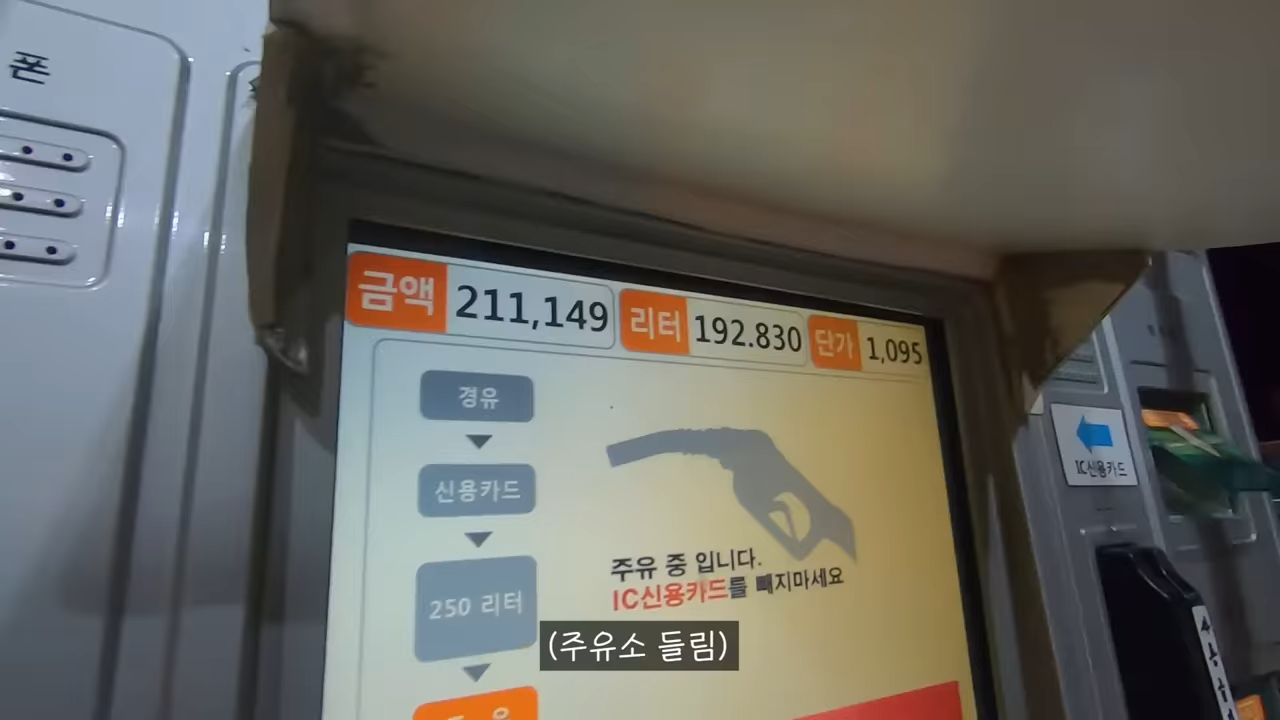 폰
금액 211,149 리터 192.830 단가 1,095
경유
신용카드
250 리터
주유 중 입니다.
IC신용카드를 빼지마세요
IC신용카드
(주유소 들림)